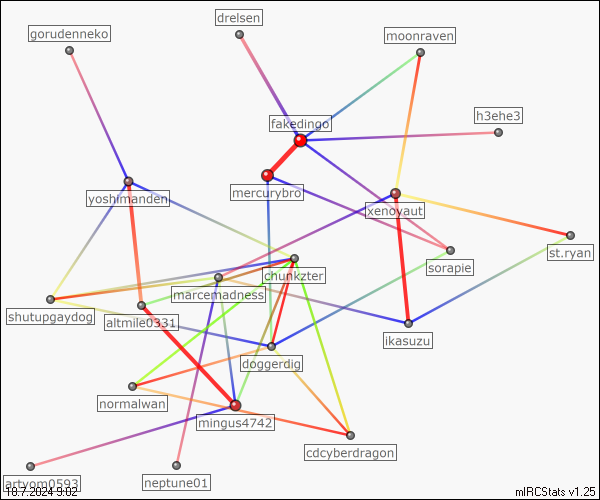 drelsen
gorudenneko
moonraven
h3ehe3
fakedingo
mercurybro
yoshimanden
xenoyaut
st.ryan
sorapie
chunkzter
marcemadness
shutupgaydog
altmile0331
ikasuzu
doggerdig
normalwan
mingus4742
cdcyberdragon
artyom0593
neptune01
18.7.2024 9:02
mIRCStats v1.25